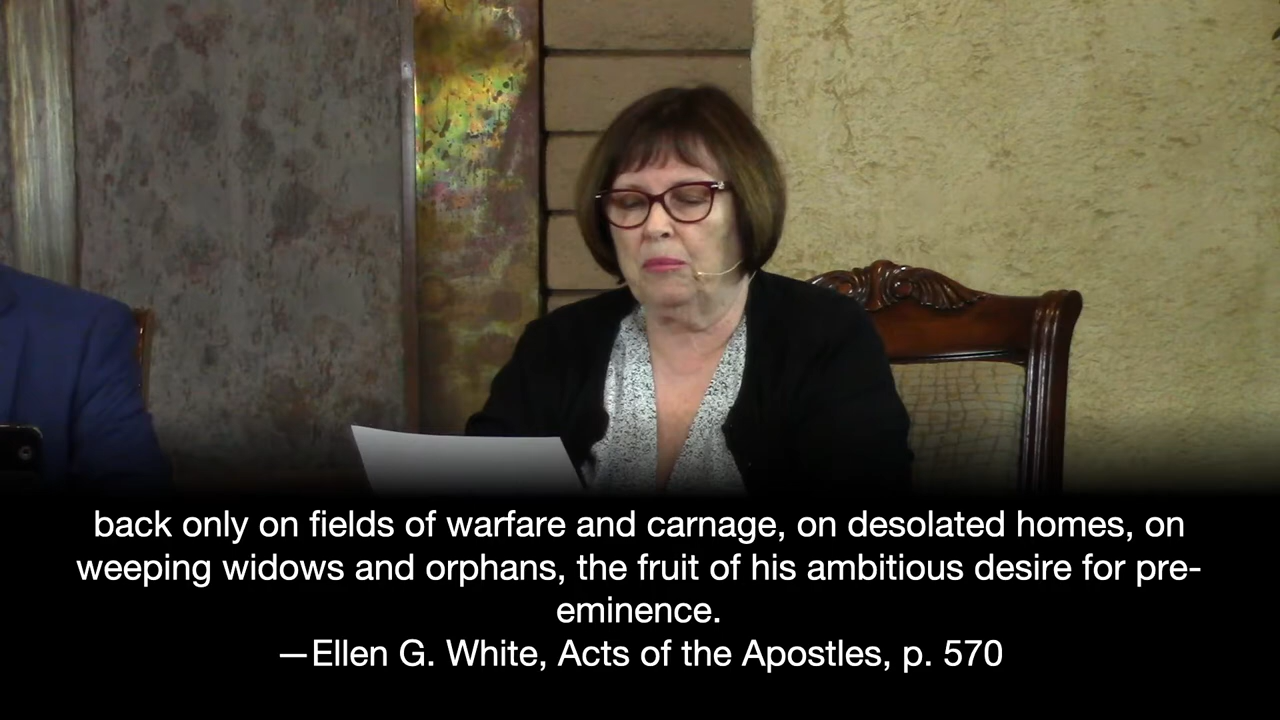 back only on fields of warfare and carnage, on desolated homes, on
weeping widows and orphans, the fruit of his ambitious desire for pre-
eminence.
—Ellen G. White, Acts of the Apostles, p. 570